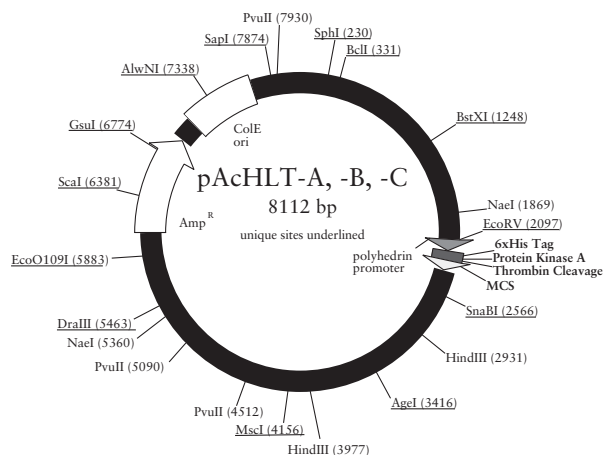 PvuII (7930)
SphI (230)
SapI (7874)
BclI (331)
AlwNI (7338)
GsuI (6774)
ColE
ori
BstXI (1248)
pAcHLT-A, -B, -C
ScaI (6381)
8112 bp
NaeI (1869)
Amp R
unique sites underlined
EcoRV (2097)
polyhedrin
promoter
6xHis Tag
Protein Kinase A
Thrombin Cleavage
MCS
EcoO109I (5883)
SnaBI (2566)
DraIII (5463)
NaeI (5360)
HindIII (2931)
PvuII (5090)
AgeI (3416)
PvuII (4512)
MscI (4156)
HindIII (3977)